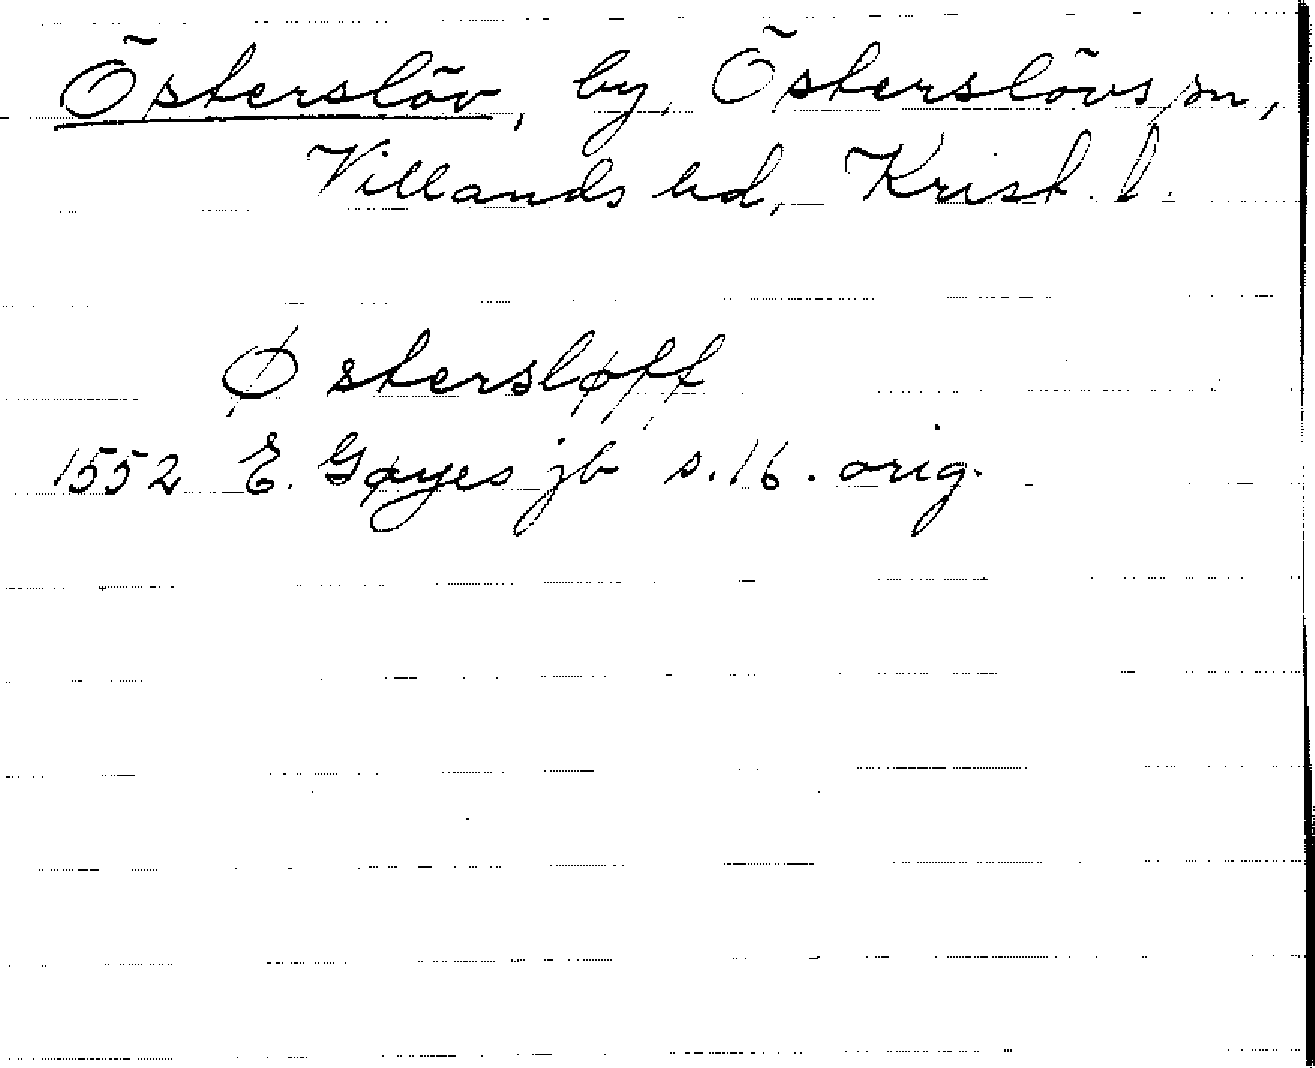 Österslöv, by, Österslövs sn,
Villands hd, Krist. l.
Østersløff
1552 E. Gøyes jb s. 16. orig.